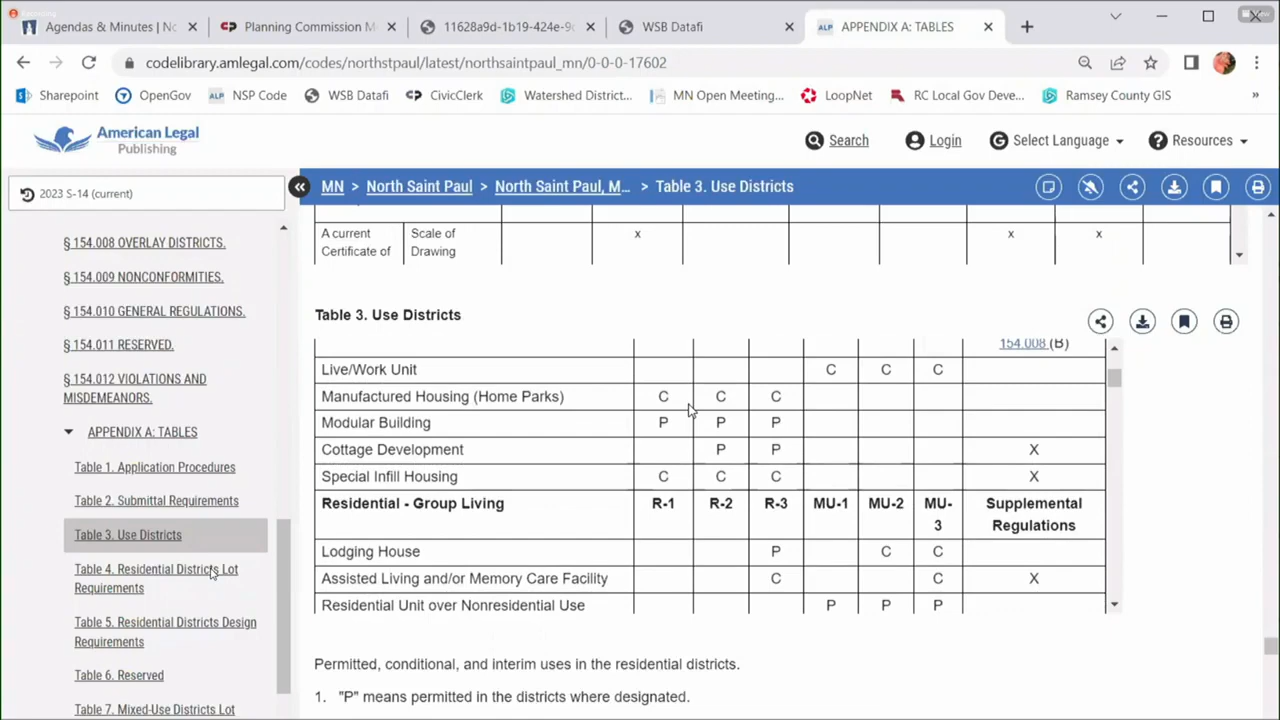 Agendas & Minutes | Nc
Planning Commission M
11628a9d-1b19-424e-9c
WSB Datafi
ALP APPENDIX A: TABLES
codelibrary.amlegal.com/codes/northstpaul/latest/northsaintpaul_mn/0-0-0-17602
Sharepoint OpenGov ALP NSP Code WSB Datafi CivicClerk Watershed District... MN Open Meeting... LoopNet RC Local Gov Deve... Ramsey County GIS »
American Legal
Publishing
Search Login Select Language Resources
2023 S-14 (current)
MN > North Saint Paul > North Saint Paul, M... > Table 3. Use Districts
§ 154.008 OVERLAY DISTRICTS.
§ 154.009 NONCONFORMITIES.
§ 154.010 GENERAL REGULATIONS.
§ 154.011 RESERVED.
§ 154.012 VIOLATIONS AND
MISDEMEANORS.
APPENDIX A: TABLES
Table 1. Application Procedures
Table 2. Submittal Requirements
Table 3. Use Districts
Table 4. Residential Districts Lot
Requirements
Table 5. Residential Districts Design
Requirements
Table 6. Reserved
Table 7. Mixed-Use Districts Lot
A current Scale of x x x
Certificate of Drawing
Table 3. Use Districts
154.008 (B)
Live/Work Unit C C C
Manufactured Housing (Home Parks) C C C
Modular Building P P P
Cottage Development P P X
Special Infill Housing C C C X
Residential - Group Living R-1 R-2 R-3 MU-1 MU-2 MU- Supplemental
3 Regulations
Lodging House P C C
Assisted Living and/or Memory Care Facility C C X
Residential Unit over Nonresidential Use P P P
Permitted, conditional, and interim uses in the residential districts.
1. "P" means permitted in the districts where designated.